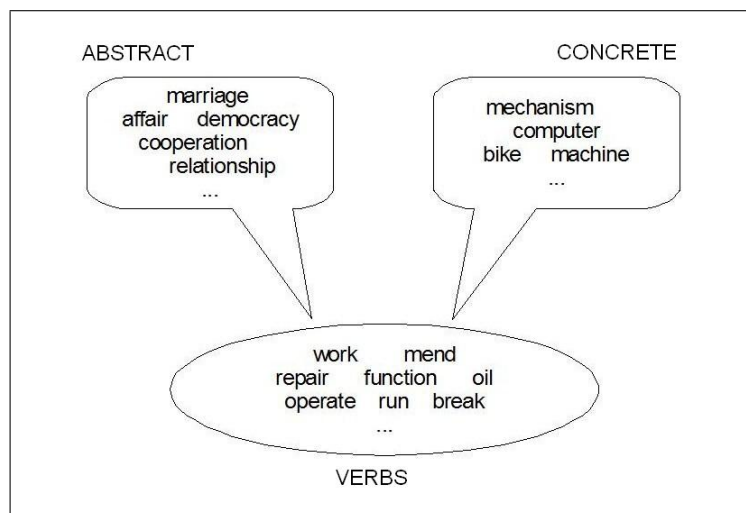 ABSTRACT
marriage
affair democracy
cooperation
relationship
...
CONCRETE
mechanism
computer
bike machine
...
work mend
repair function oil
operate run break
...
VERBS